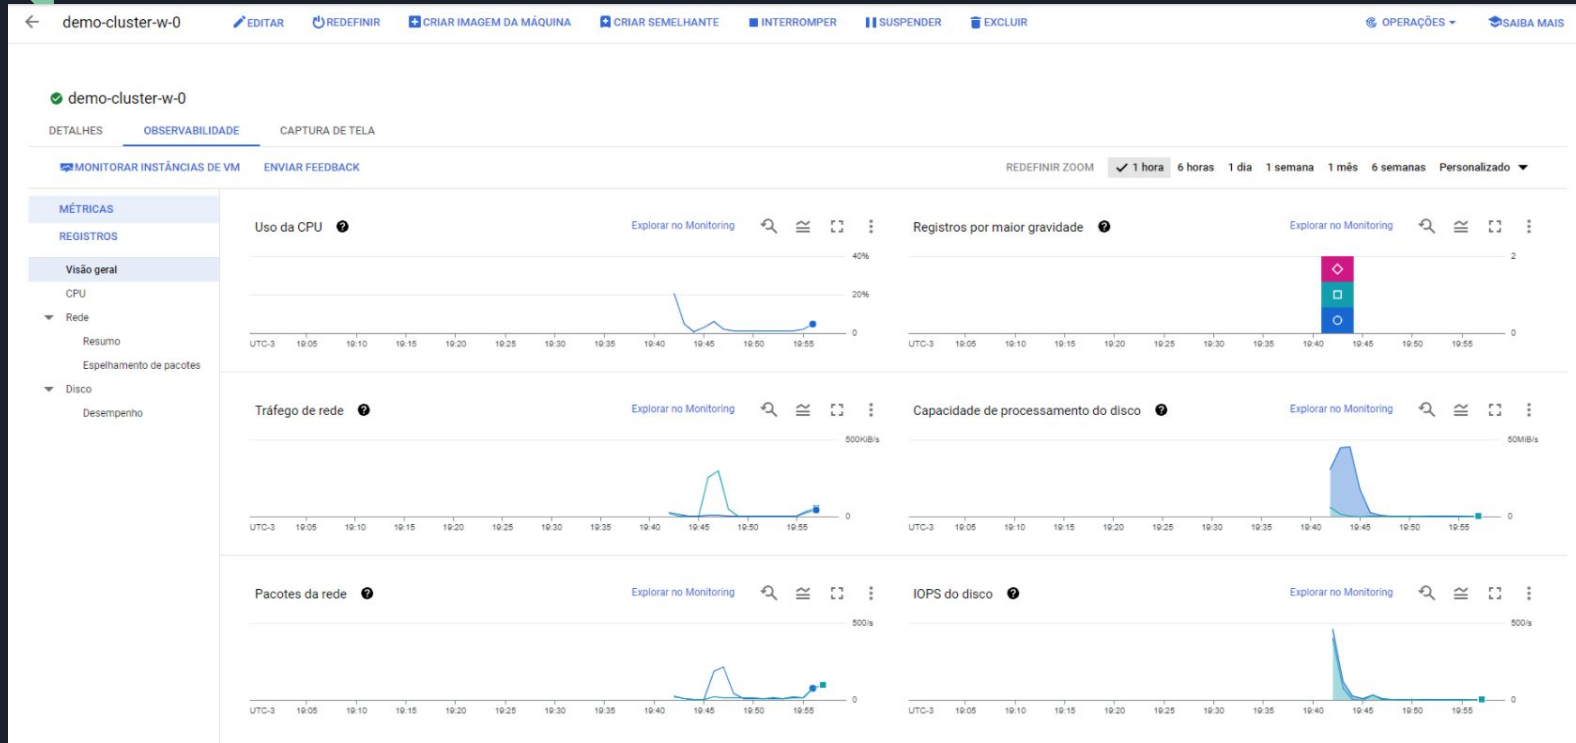 demo-cluster-w-0 EDITAR REDEFINIR CRIAR IMAGEM DA MÁQUINA CRIAR SEMELHANTE INTERROMPER SUSPENDER EXCLUIR OPERAÇÕES SAIBA MAIS
demo-cluster-w-0
DETALHES OBSERVABILIDADE CAPTURA DE TELA
MONITORAR INSTÂNCIAS DE VM ENVIAR FEEDBACK REDEFINIR ZOOM 1 hora 6 horas 1 dia 1 semana 1 mês 6 semanas Personalizado
MÉTRICAS
REGISTROS
Visão geral
CPU
Rede
Resumo
Espelhamento de pacotes
Disco
Desempenho
Uso da CPU Explorar no Monitoring
40%
20%
0
UTC-3 19:05 19:10 19:15 19:20 19:25 19:30 19:35 19:40 19:45 19:50 19:55
Registros por maior gravidade Explorar no Monitoring
2
0
UTC-3 19:05 19:10 19:15 19:20 19:25 19:30 19:35 19:40 19:45 19:50 19:55
Tráfego de rede Explorar no Monitoring
500KiB/s
0
UTC-3 19:05 19:10 19:15 19:20 19:25 19:30 19:35 19:40 19:45 19:50 19:55
Capacidade de processamento do disco Explorar no Monitoring
50MiB/s
0
UTC-3 19:05 19:10 19:15 19:20 19:25 19:30 19:35 19:40 19:45 19:50 19:55
Pacotes da rede Explorar no Monitoring
500/s
0
UTC-3 19:05 19:10 19:15 19:20 19:25 19:30 19:35 19:40 19:45 19:50 19:55
IOPS do disco Explorar no Monitoring
500/s
0
UTC-3 19:05 19:10 19:15 19:20 19:25 19:30 19:35 19:40 19:45 19:50 19:55